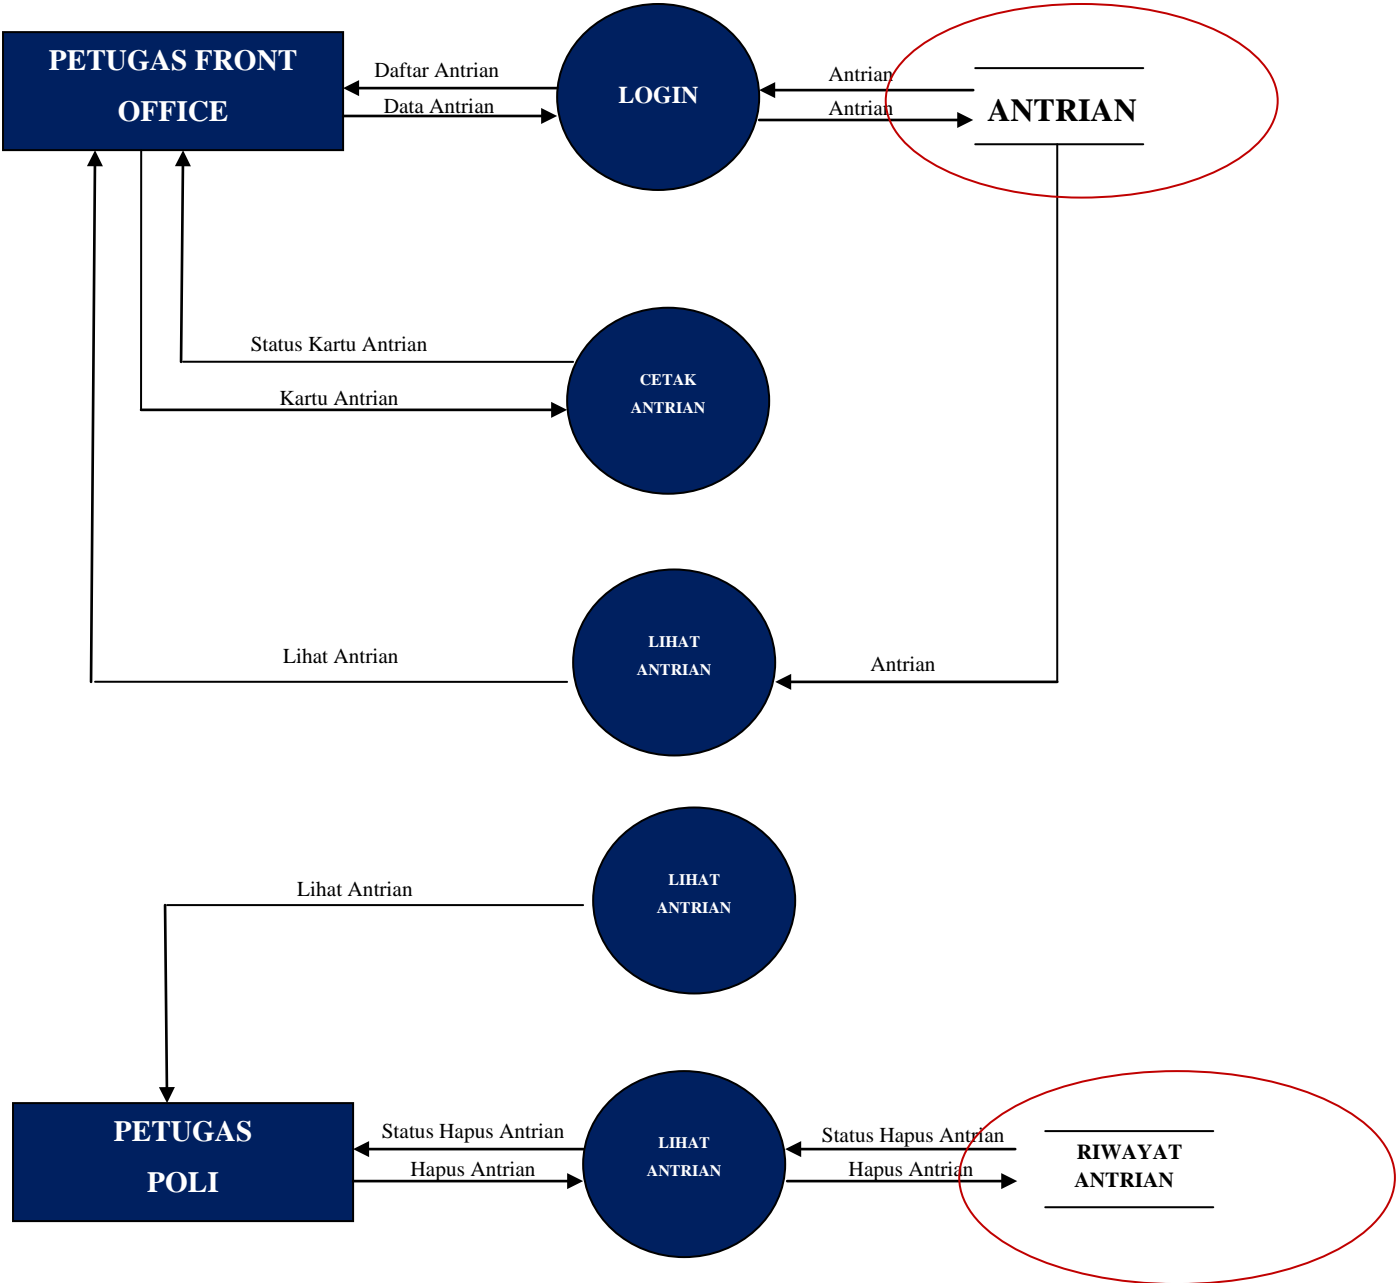 PETUGAS FRONT
OFFICE
Daftar Antrian
Data Antrian
LOGIN
Antrian
Antrian
ANTRIAN
Status Kartu Antrian
Kartu Antrian
CETAK
ANTRIAN
Lihat Antrian
LIHAT
ANTRIAN
Antrian
Lihat Antrian
LIHAT
ANTRIAN
PETUGAS
POLI
Status Hapus Antrian
Hapus Antrian
LIHAT
ANTRIAN
Status Hapus Antrian
Hapus Antrian
RIWAYAT
ANTRIAN